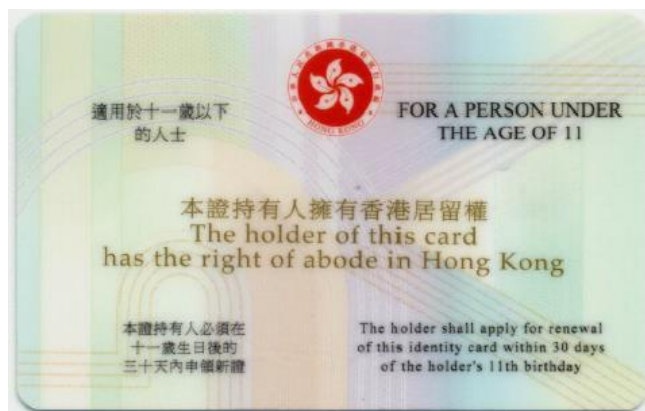 適用於十一歲以下
的人士
HONG KONG
FOR A PERSON UNDER
THE AGE OF 11
本證持有人擁有香港居留權
The holder of this card
has the right of abode in Hong Kong
本證持有人必須在
十一歲生日後的
三十天內申領新證
The holder shall apply for renewal
of this identity card within 30 days
of the holder's 11th birthday